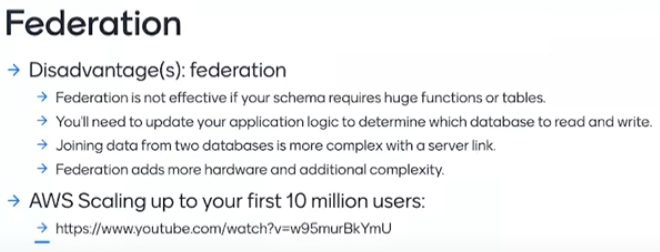 Federation
→ Disadvantage(s): federation
→ Federation is not effective if your schema requires huge functions or tables.
→ You'll need to update your application logic to determine which database to read and write.
→ Joining data from two databases is more complex with a server link.
→ Federation adds more hardware and additional complexity.
→ AWS Scaling up to your first 10 million users:
→ https://www.youtube.com/watch?v=w95murBkYmU